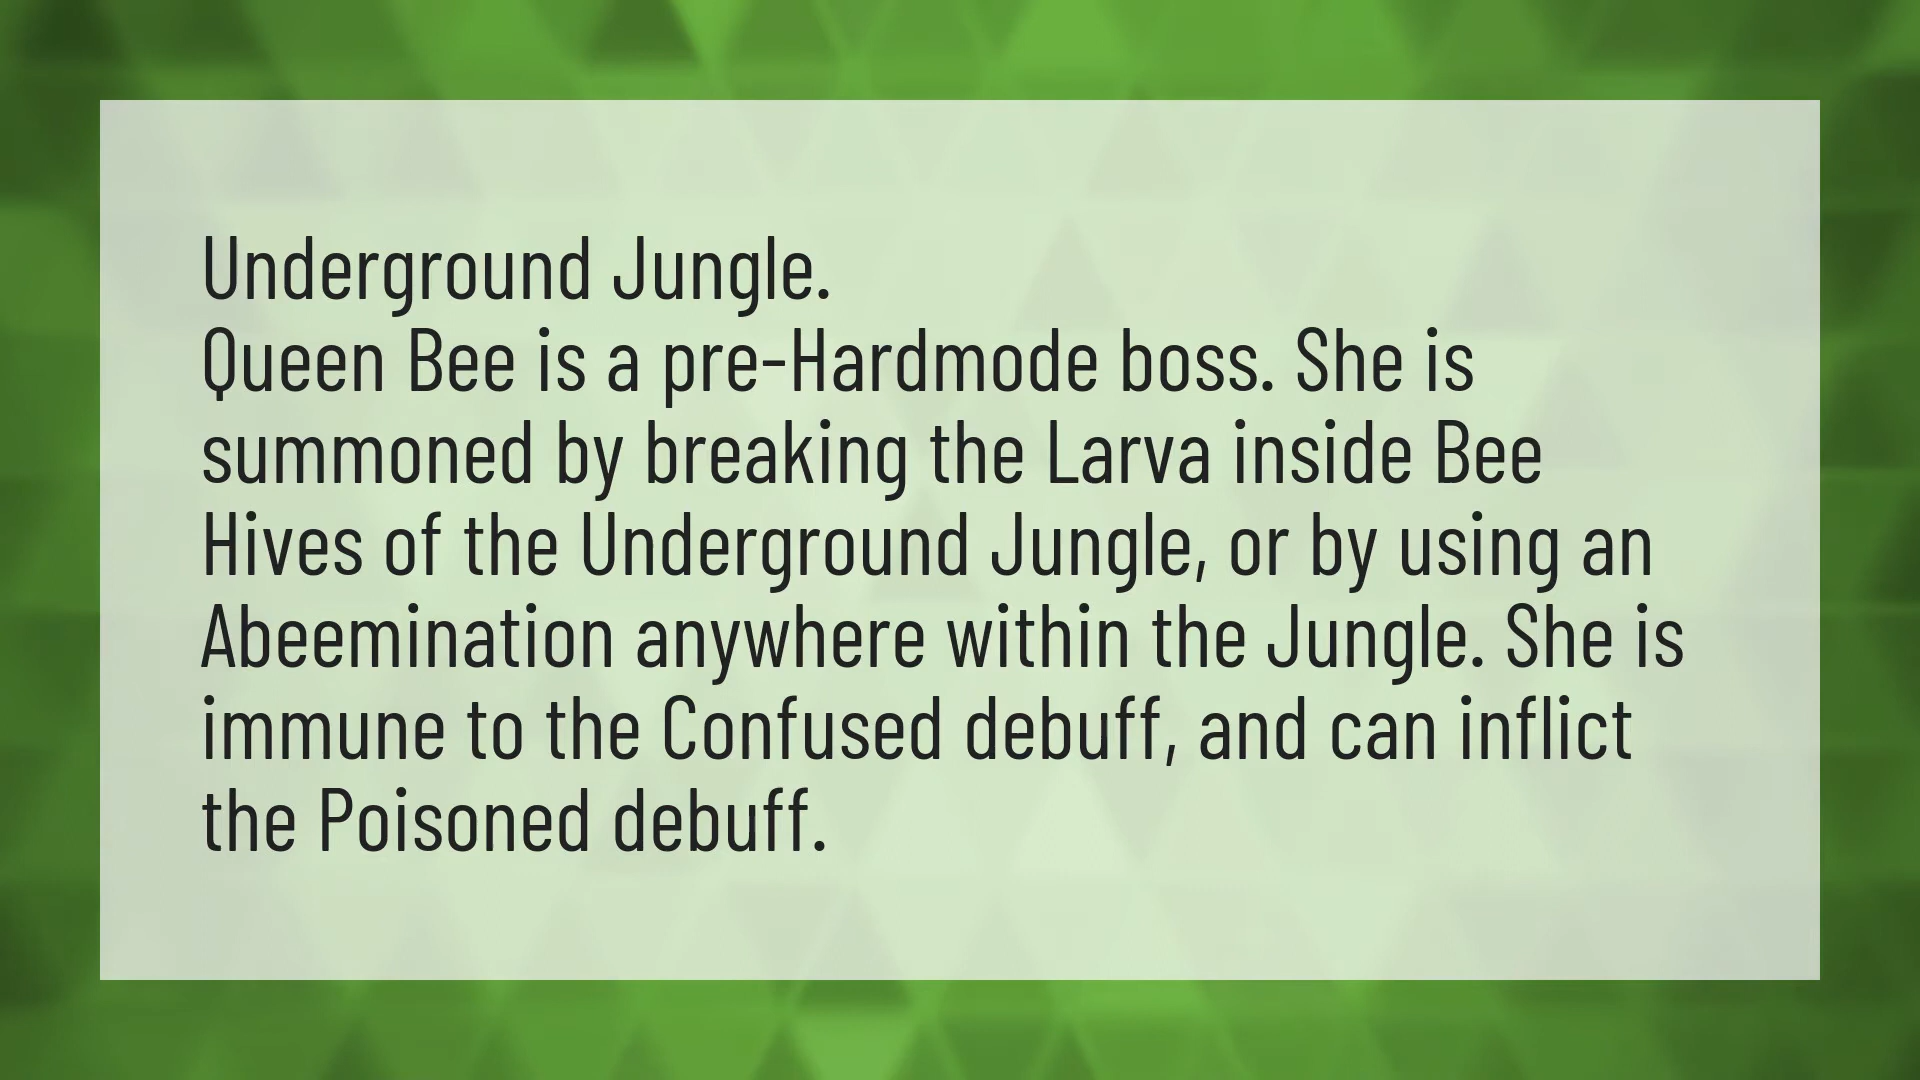 Underground Jungle.
Queen Bee is a pre-Hardmode boss. She is
summoned by breaking the Larva inside Bee
Hives of the Underground Jungle, or by using an
Abeemination anywhere within the Jungle. She is
immune to the Confused debuff, and can inflict
the Poisoned debuff.